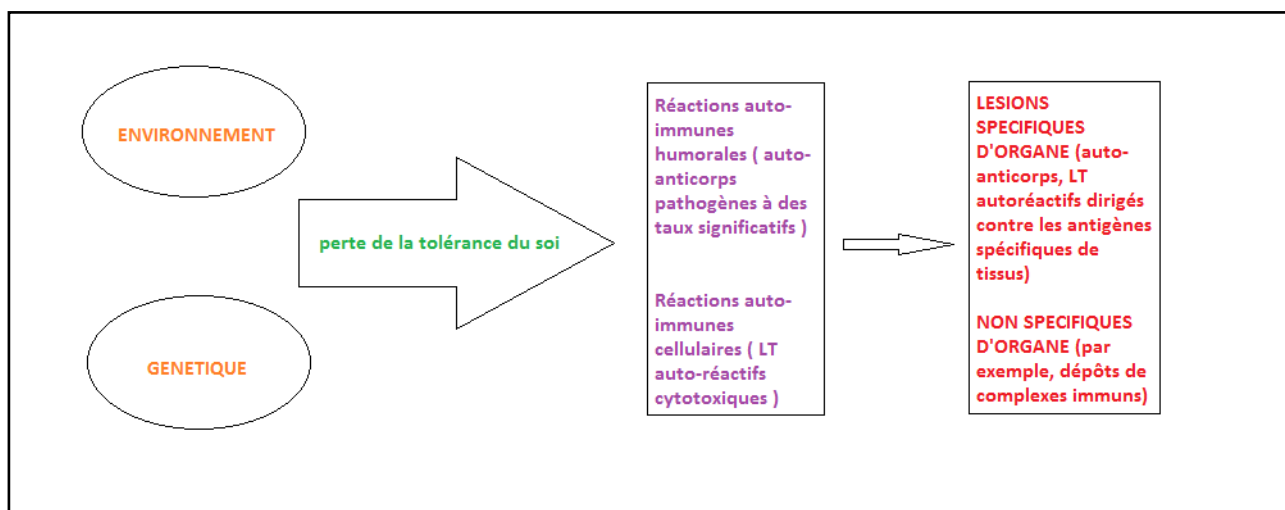 ENVIRONNEMENT
GENETIQUE
perte de la tolérance du soi
Réactions auto-
immunes
humorales ( auto-
anticorps
pathogènes à des
taux significatifs )
Réactions auto-
immunes
cellulaires ( LT
auto-réactifs
cytotoxiques )
LESIONS
SPECIFIQUES
D'ORGANE (auto-
anticorps, LT
autoréactifs dirigés
contre les antigènes
spécifiques de
tissus)
NON SPECIFIQUES
D'ORGANE (par
exemple, dépôts de
complexes immuns)